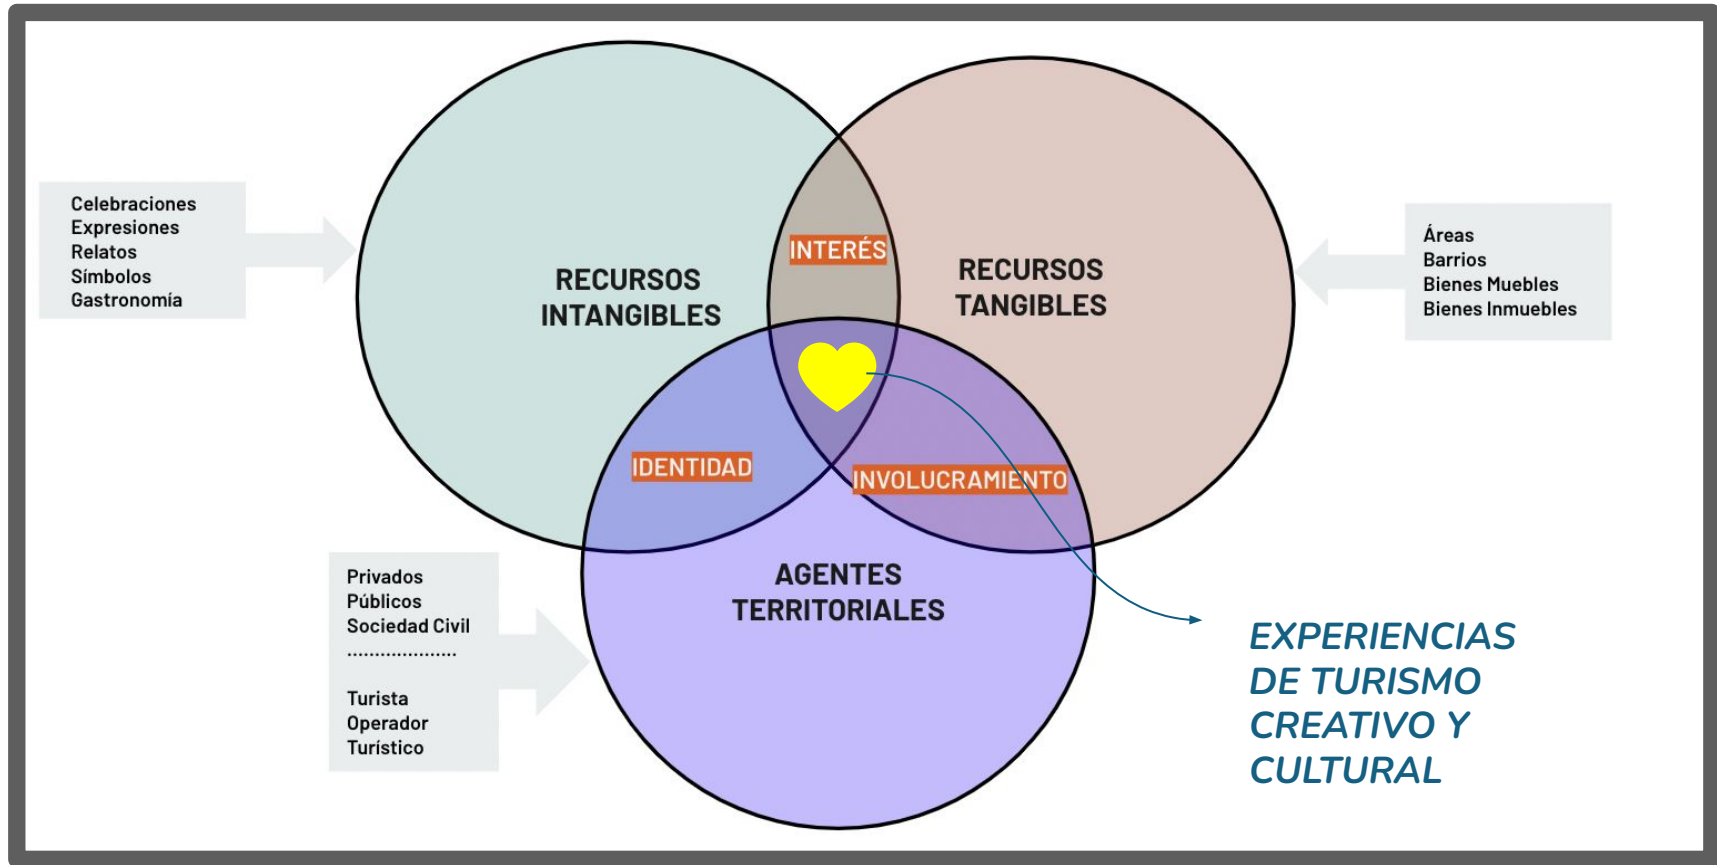 Celebraciones
Expresiones
Relatos
Símbolos
Gastronomía
RECURSOS
INTANGIBLES
INTERÉS
RECURSOS
TANGIBLES
Áreas
Barrios
Bienes Muebles
Bienes Inmuebles
IDENTIDAD
INVOLUCRAMIENTO
Privados
Públicos
Sociedad Civil
....................
Turista
Operador
Turístico
AGENTES
TERRITORIALES
EXPERIENCIAS
DE TURISMO
CREATIVO Y
CULTURAL